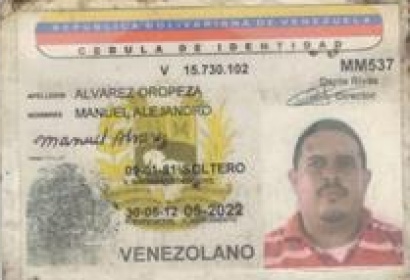 REPUBLICA BOLIVARIANA DE VENEZUELA
CEDULA DE IDENTIDAD
V 15.730.102 MM537
Dante Rivas
Director
APELLIDOS ALVAREZ OROPEZA
NOMBRES MANUEL ALEJANDRO
Manuel
09-01-81 SOLTERO
30-05-12 05-2022
VENEZOLANO